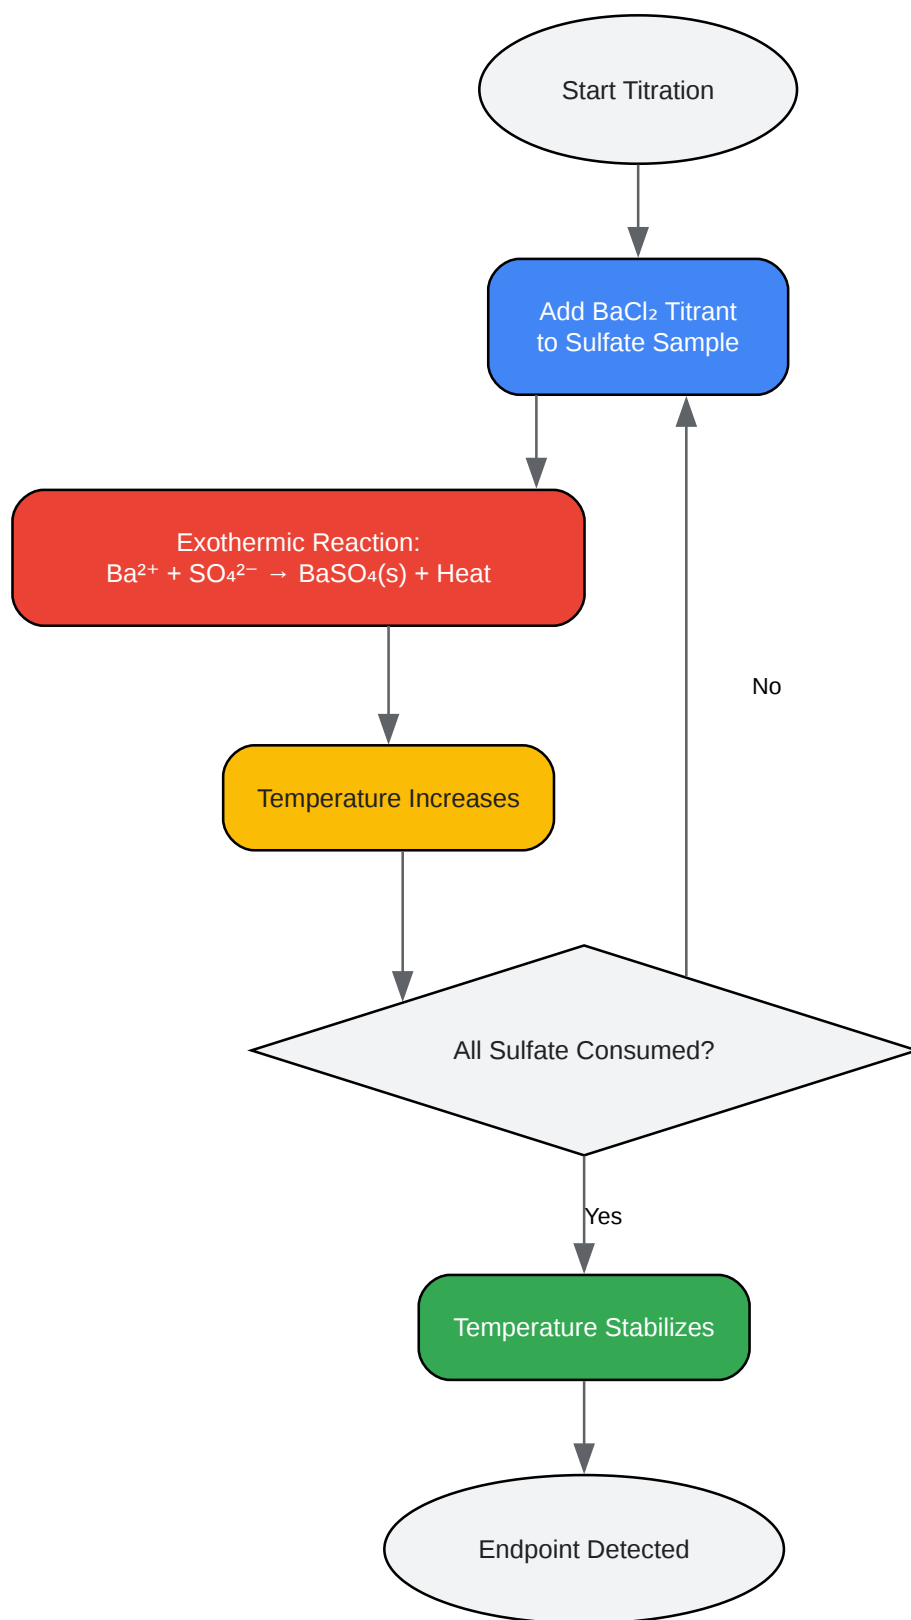 Start Titration
Add BaCl₂ Titrant
to Sulfate Sample
Exothermic Reaction:
Ba²⁺ + SO₄²⁻ → BaSO₄(s) + Heat
No
Temperature Increases
All Sulfate Consumed?
Yes
Temperature Stabilizes
Endpoint Detected